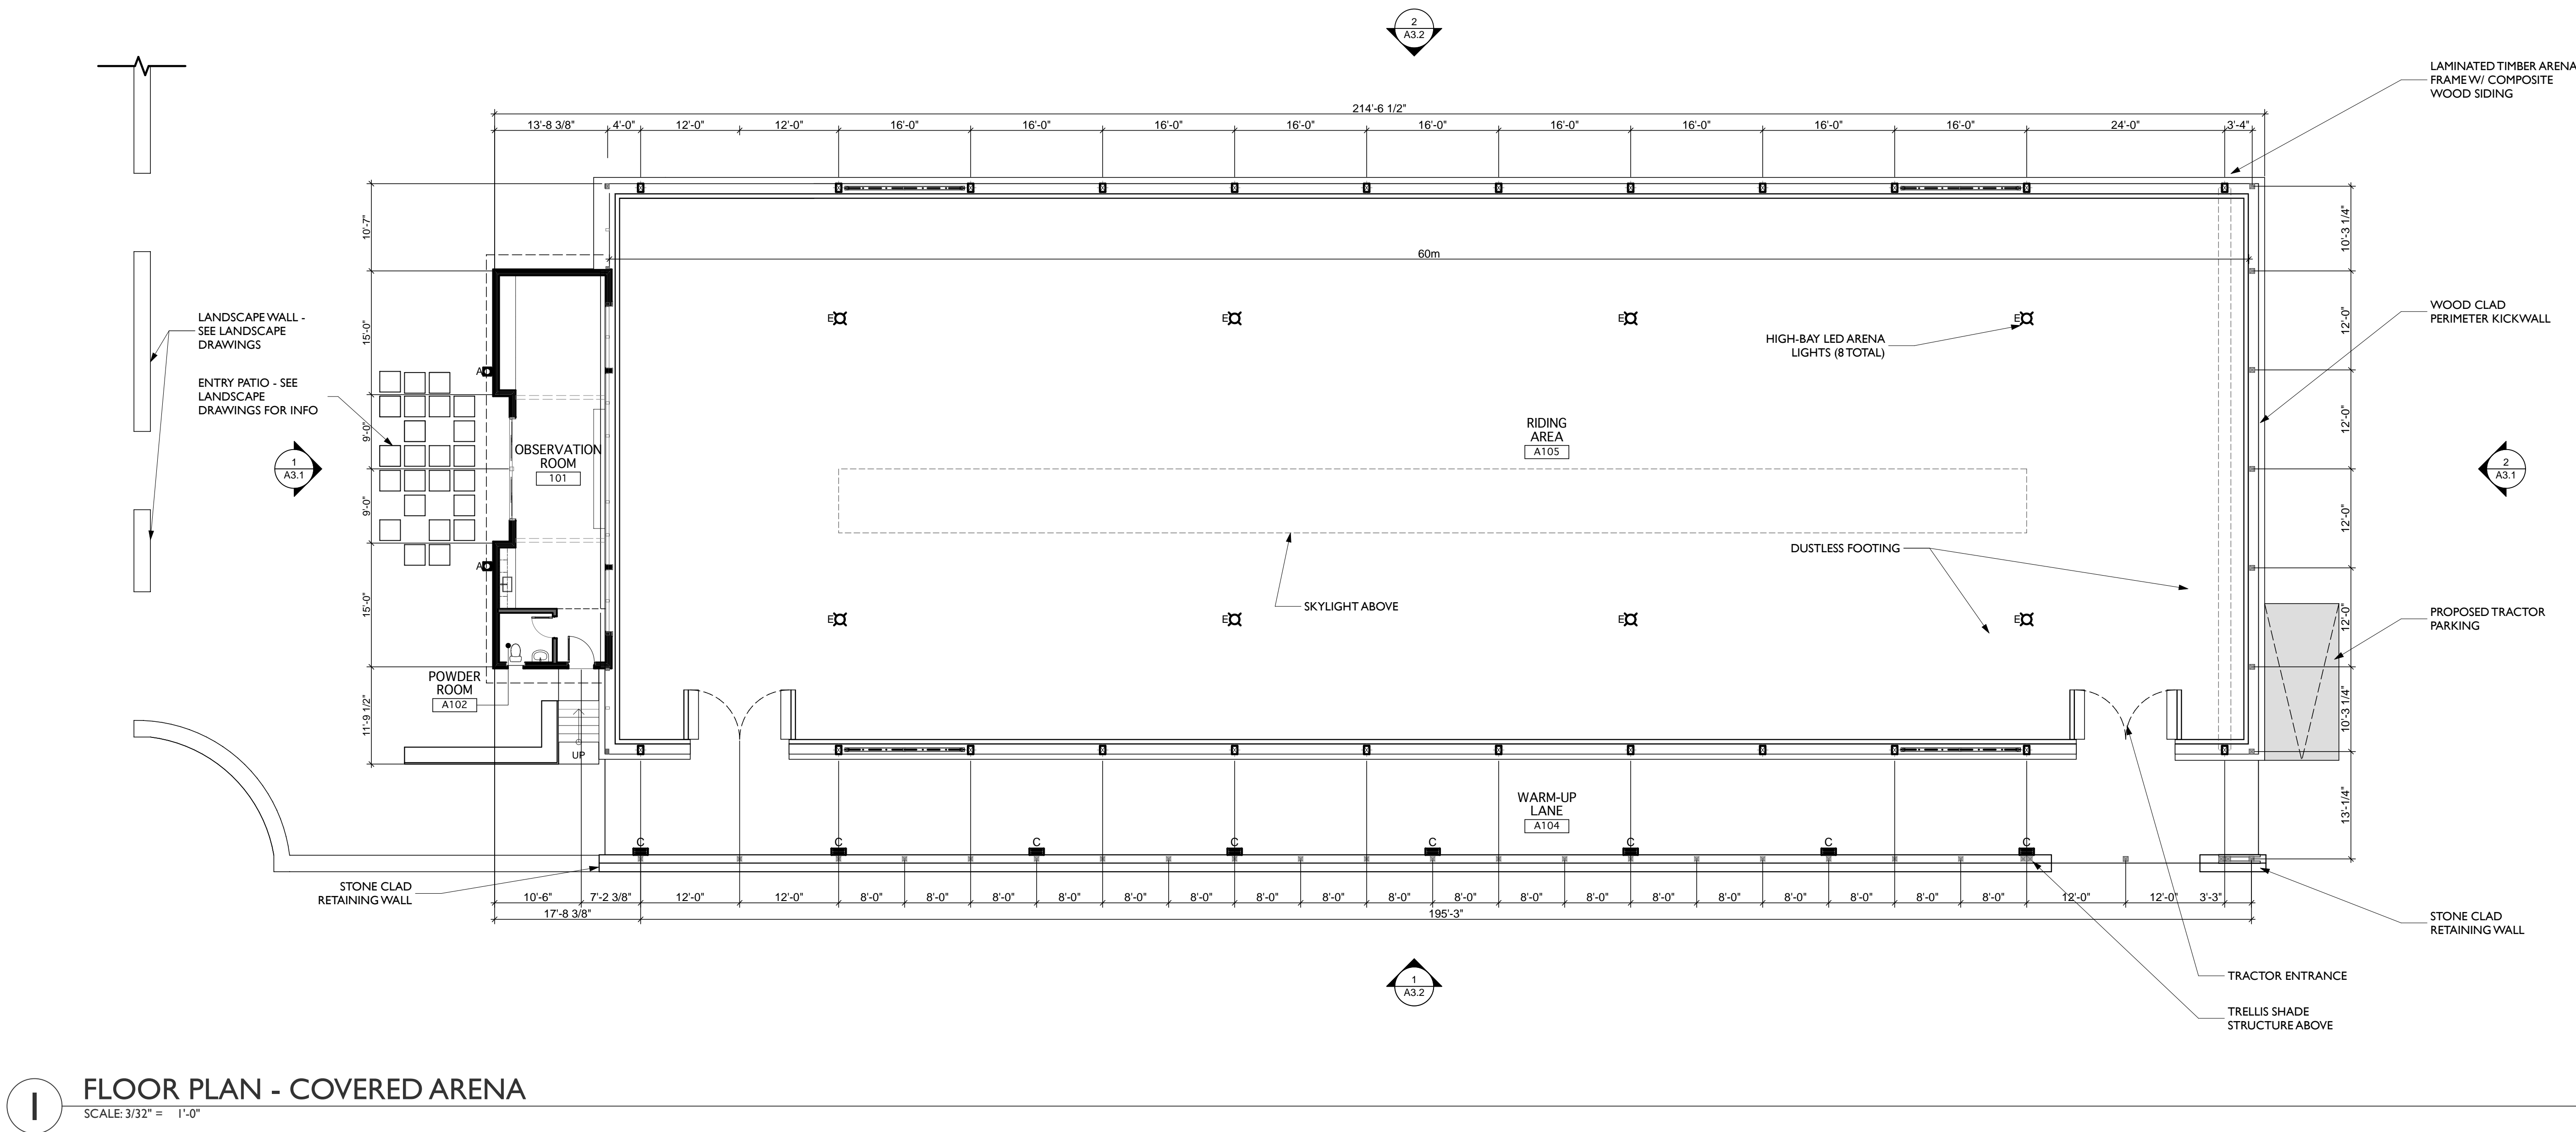 2
A3.2
LAMINATED TIMBER ARENA
FRAME W/ COMPOSITE
WOOD SIDING
214'-6 1/2"
13'-8 3/8" 4'-0" 12'-0" 12'-0" 16'-0" 16'-0" 16'-0" 16'-0" 16'-0" 16'-0" 16'-0" 16'-0" 16'-0" 24'-0" 3'-4"
10'-7"
15'-0"
9'-0"
9'-0"
15'-0"
11'-9 1/2"
10'-3 1/4"
12'-0"
12'-0"
12'-0"
12'-0"
10'-3 1/4"
13'-1/4"
60m
LANDSCAPE WALL -
SEE LANDSCAPE
DRAWINGS
ENTRY PATIO - SEE
LANDSCAPE
DRAWINGS FOR INFO
1
A3.1
A
A
OBSERVATION
ROOM
101
POWDER
ROOM
A102
UP
E E E E
HIGH-BAY LED ARENA
LIGHTS (8 TOTAL)
RIDING
AREA
A105
DUSTLESS FOOTING
SKYLIGHT ABOVE
E E E E
WOOD CLAD
PERIMETER KICKWALL
2
A3.1
PROPOSED TRACTOR
PARKING
WARM-UP
LANE
A104
C C C C C C C C
STONE CLAD
RETAINING WALL
10'-6" 7'-2 3/8" 12'-0" 12'-0" 8'-0" 8'-0" 8'-0" 8'-0" 8'-0" 8'-0" 8'-0" 8'-0" 8'-0" 8'-0" 8'-0" 8'-0" 8'-0" 8'-0" 8'-0" 8'-0" 8'-0" 8'-0" 12'-0" 12'-0" 3'-3"
17'-8 3/8" 195'-3"
STONE CLAD
RETAINING WALL
TRACTOR ENTRANCE
TRELLIS SHADE
STRUCTURE ABOVE
1
A3.2
1
FLOOR PLAN - COVERED ARENA
SCALE: 3/32" = 1'-0"